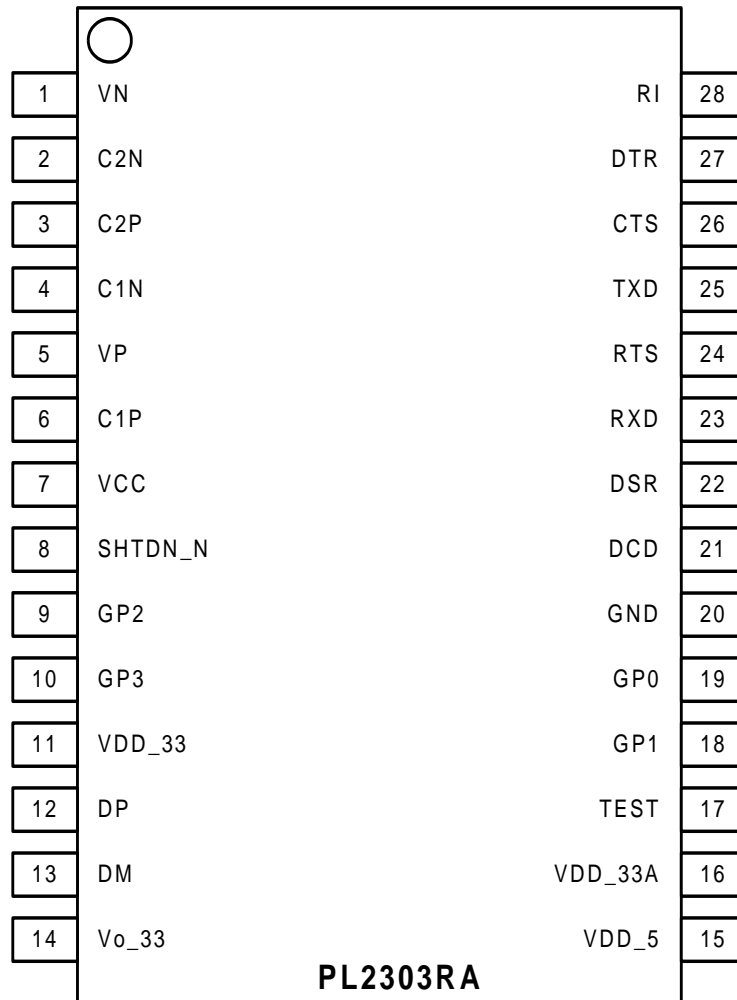 1 VN RI 28
2 C2N DTR 27
3 C2P CTS 26
4 C1N TXD 25
5 VP RTS 24
6 C1P RXD 23
7 VCC DSR 22
8 SHTDN_N DCD 21
9 GP2 GND 20
10 GP3 GP0 19
11 VDD_33 GP1 18
12 DP TEST 17
13 DM VDD_33A 16
14 Vo_33 VDD_5 15
PL2303RA